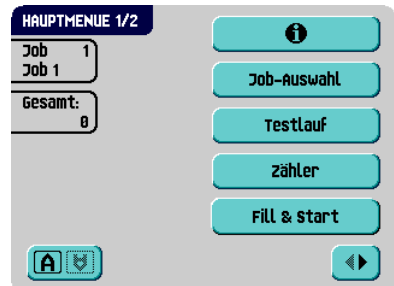 HAUPTMENUE 1/2
Job 1
Job 1
Gesamt:
0
i
Job-Auswahl
Testlauf
Zähler
Fill & Start
A